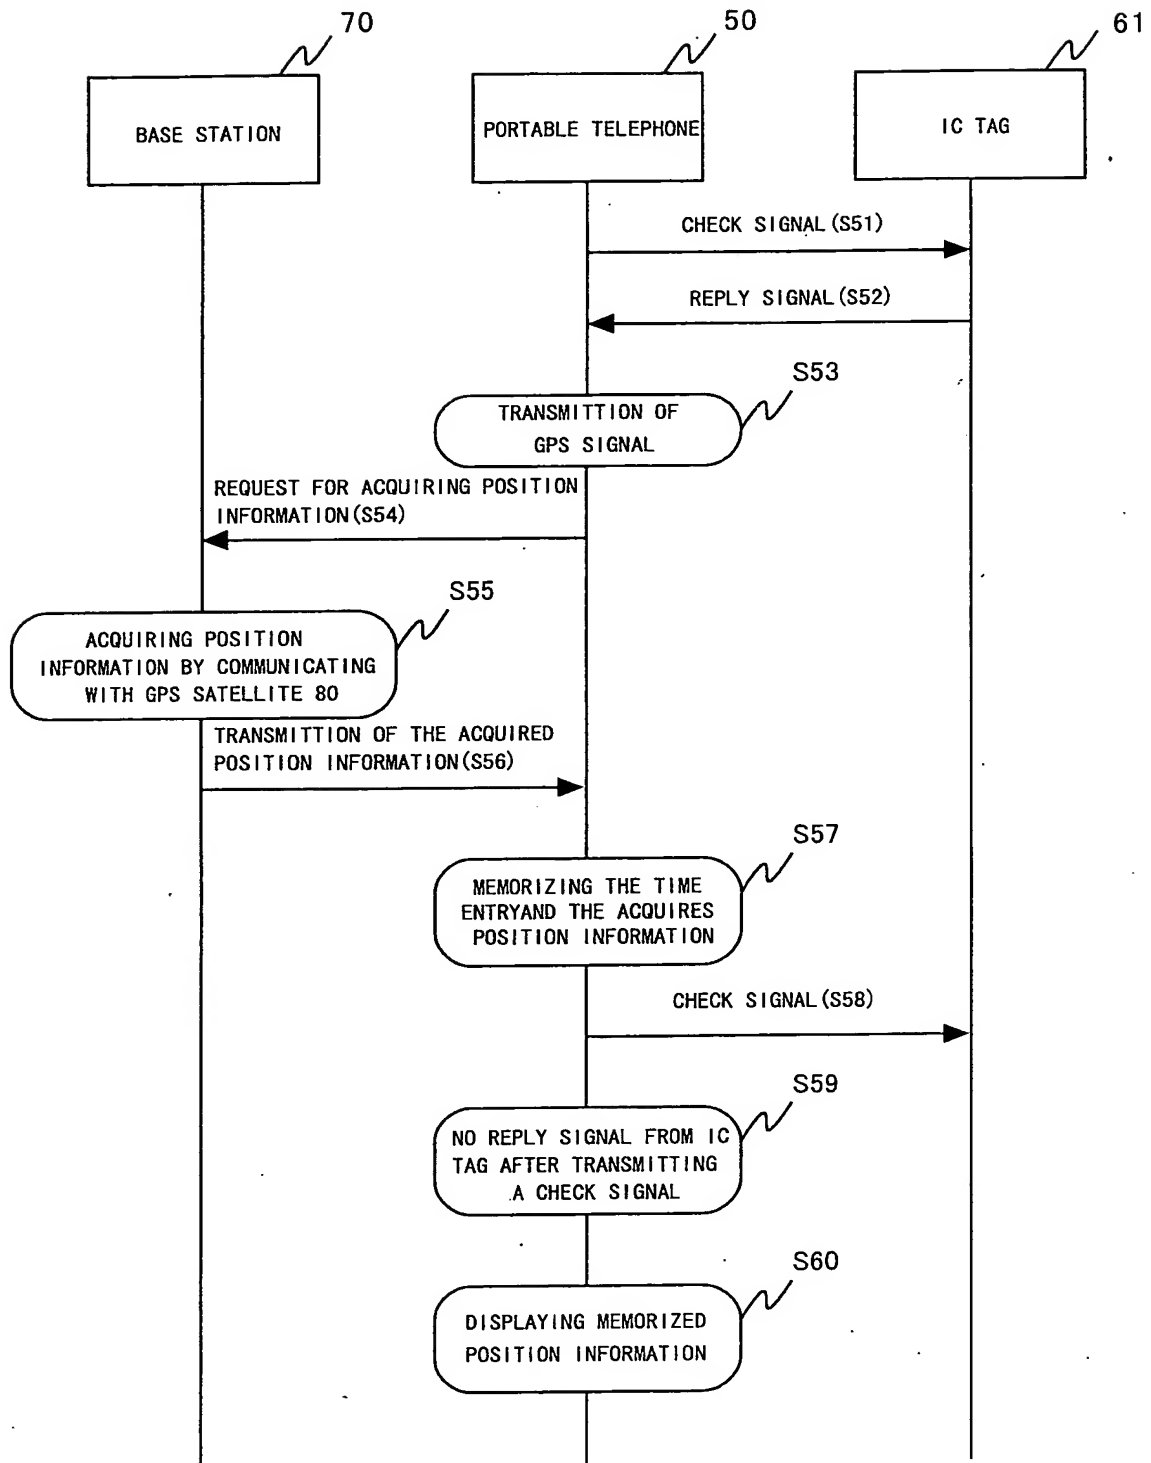 70
50
61
BASE STATION
PORTABLE TELEPHONE
IC TAG
CHECK SIGNAL(S51)
REPLY SIGNAL(S52)
S53
TRANSMITTION OF
GPS SIGNAL
REQUEST FOR ACQUIRING POSITION
INFORMATION(S54)
S55
ACQUIRING POSITION
INFORMATION BY COMMUNICATING
WITH GPS SATELLITE 80
TRANSMITTION OF THE ACQUIRED
POSITION INFORMATION(S56)
S57
MEMORIZING THE TIME
ENTRYAND THE ACQUIRES
POSITION INFORMATION
CHECK SIGNAL(S58)
S59
NO REPLY SIGNAL FROM IC
TAG AFTER TRANSMITTING
A CHECK SIGNAL
S60
DISPLAYING MEMORIZED
POSITION INFORMATION